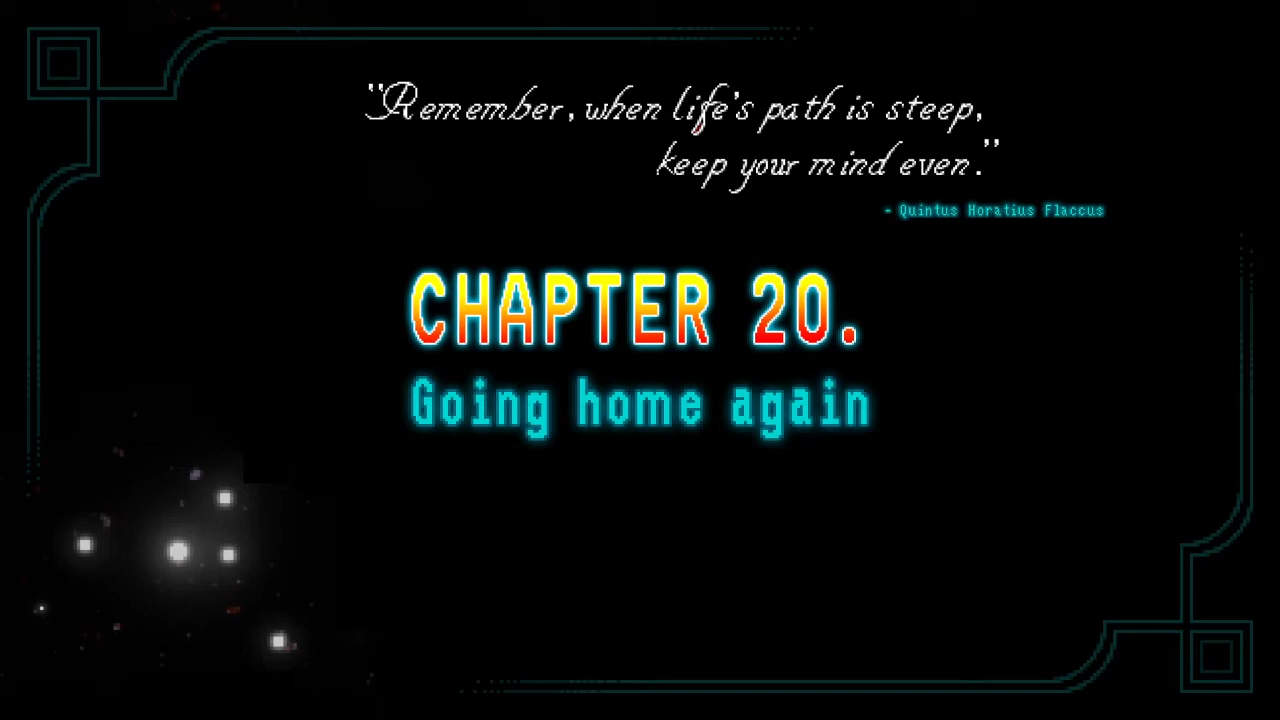 "Remember, when life's path is steep,
keep your mind even."
- Quintus Horatius Flaccus
CHAPTER 20.
Going home again